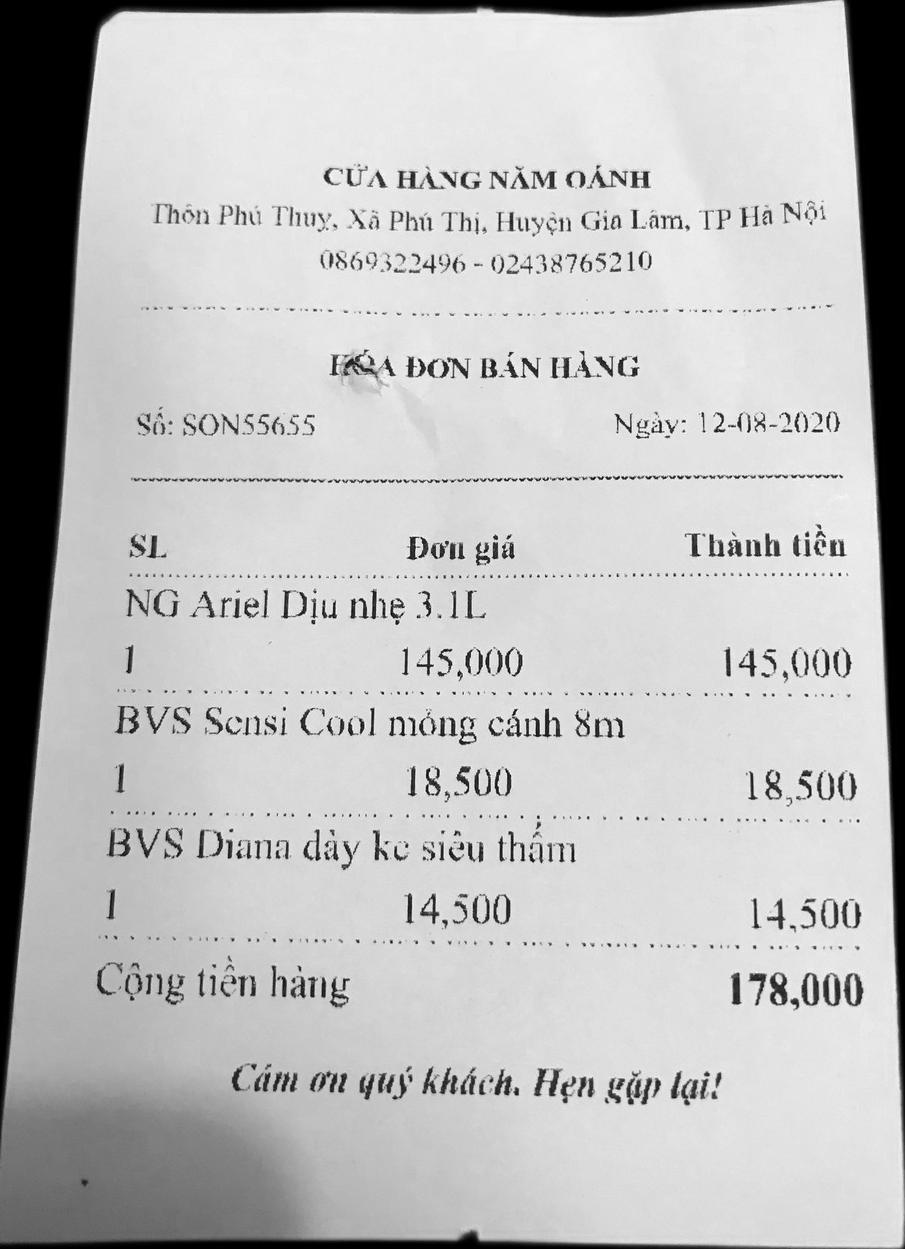 CỬA HÀNG NĂM OÁNH
Thôn Phú Thuỵ, Xã Phú Thị, Huyện Gia Lâm, TP Hà Nội
0869322496 - 02438765210
HÓA ĐƠN BÁN HÀNG
Số: SON55655 Ngày: 12-08-2020
SL Đơn giá Thành tiền
NG Ariel Dịu nhẹ 3.1L
1 145,000 145,000
BVS Sensi Cool mỏng cánh 8m
1 18,500 18,500
BVS Diana dày kc siêu thấm
1 14,500 14,500
Cộng tiền hàng 178,000
Cám ơn quý khách. Hẹn gặp lại!